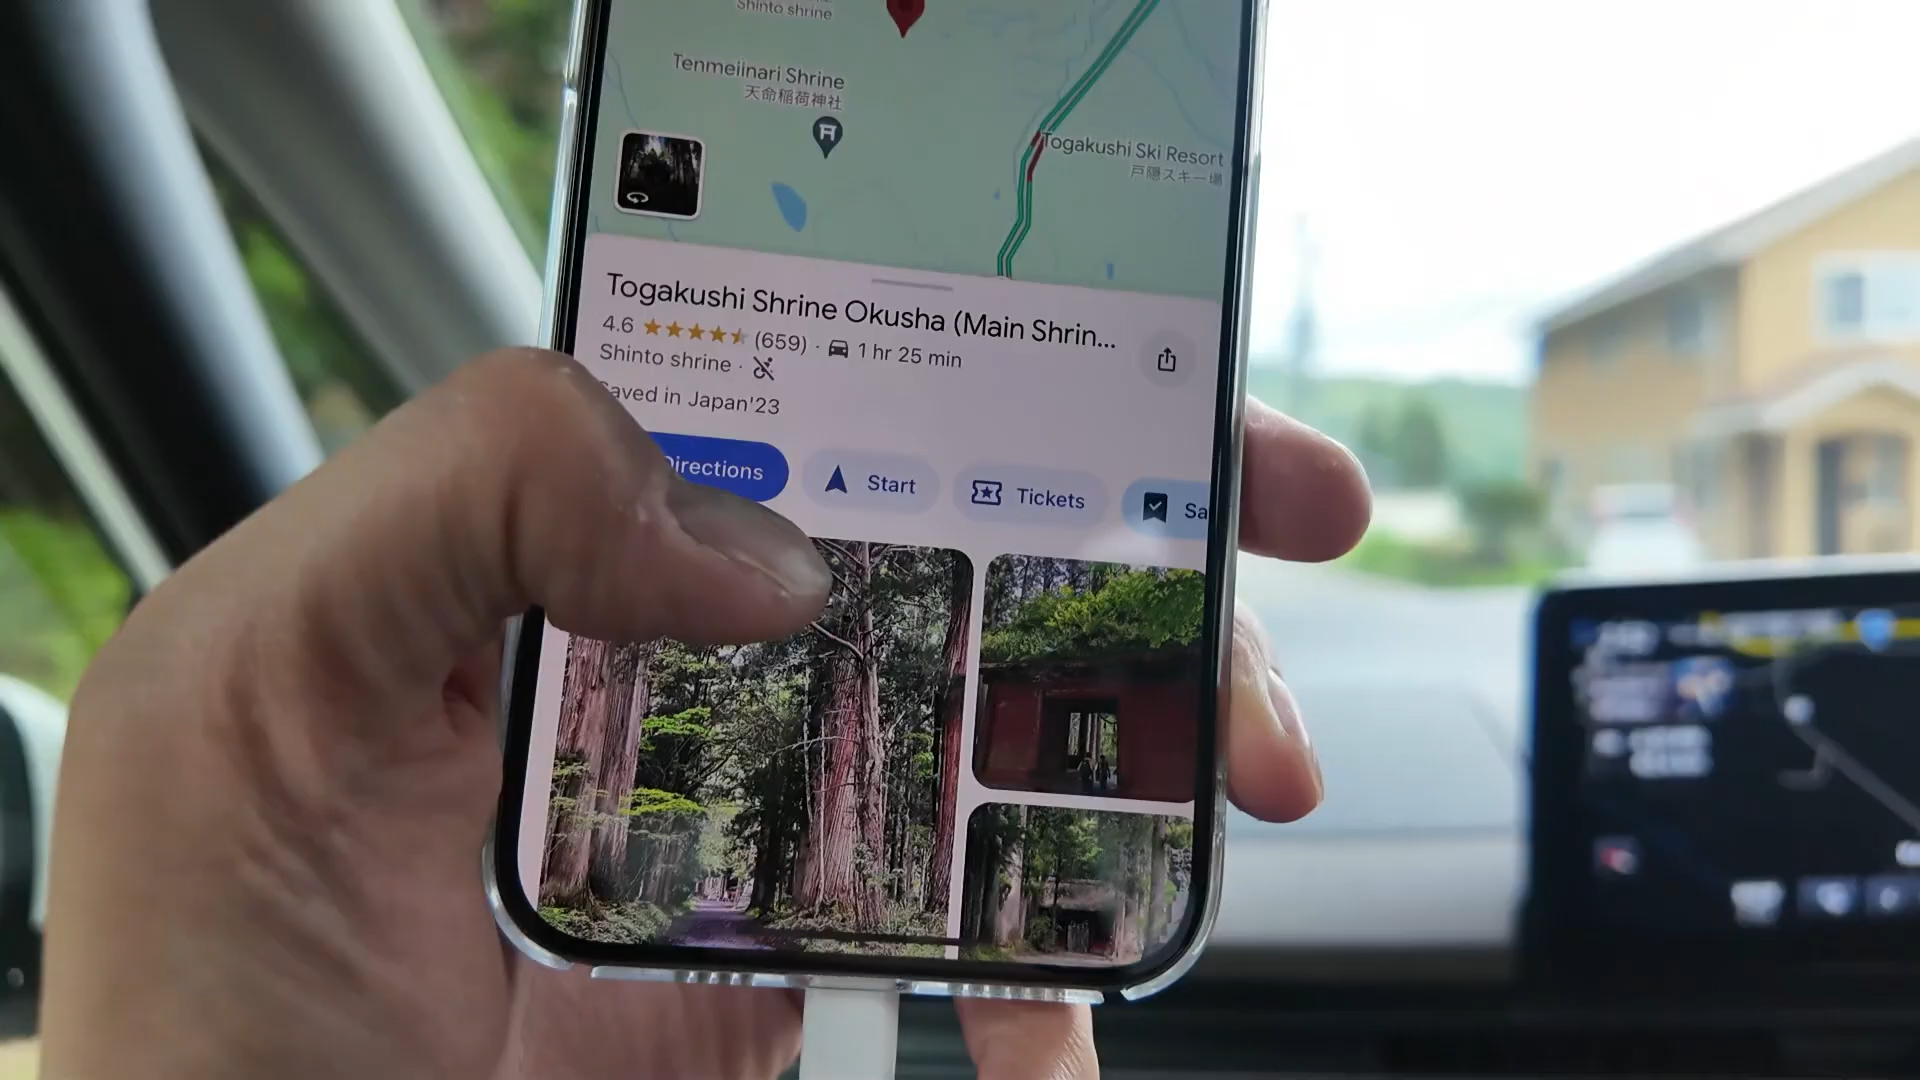 Shinto shrine
Tenmeiinari Shrine
天命稲荷神社
Togakushi Ski Resort
戸隠スキー場
Togakushi Shrine Okusha (Main Shrin...
4.6 (659) · 1 hr 25 min
Shinto shrine ·
aved in Japan'23
Directions
Start
Tickets
Sa